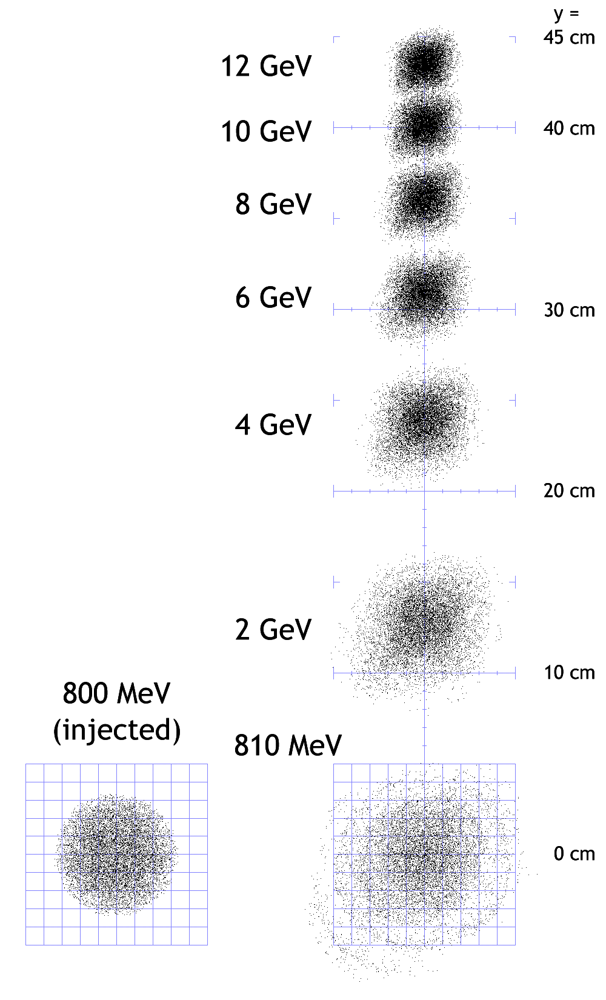 y =
45 cm
12 GeV
10 GeV
40 cm
8 GeV
6 GeV
30 cm
4 GeV
20 cm
2 GeV
10 cm
800 MeV
(injected)
810 MeV
0 cm